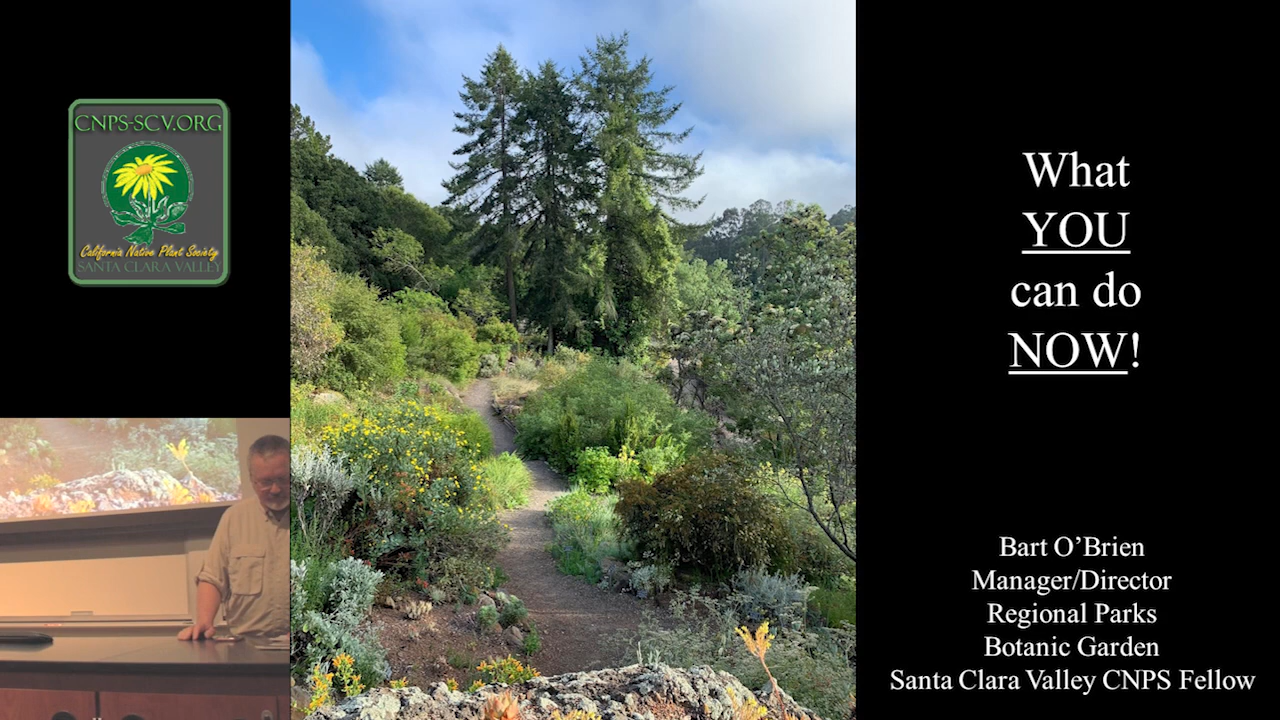 CNPS-SCV.ORG
California Native Plant Society
SANTA CLARA VALLEY
What
YOU
can do
NOW!
Bart O’Brien
Manager/Director
Regional Parks
Botanic Garden
Santa Clara Valley CNPS Fellow